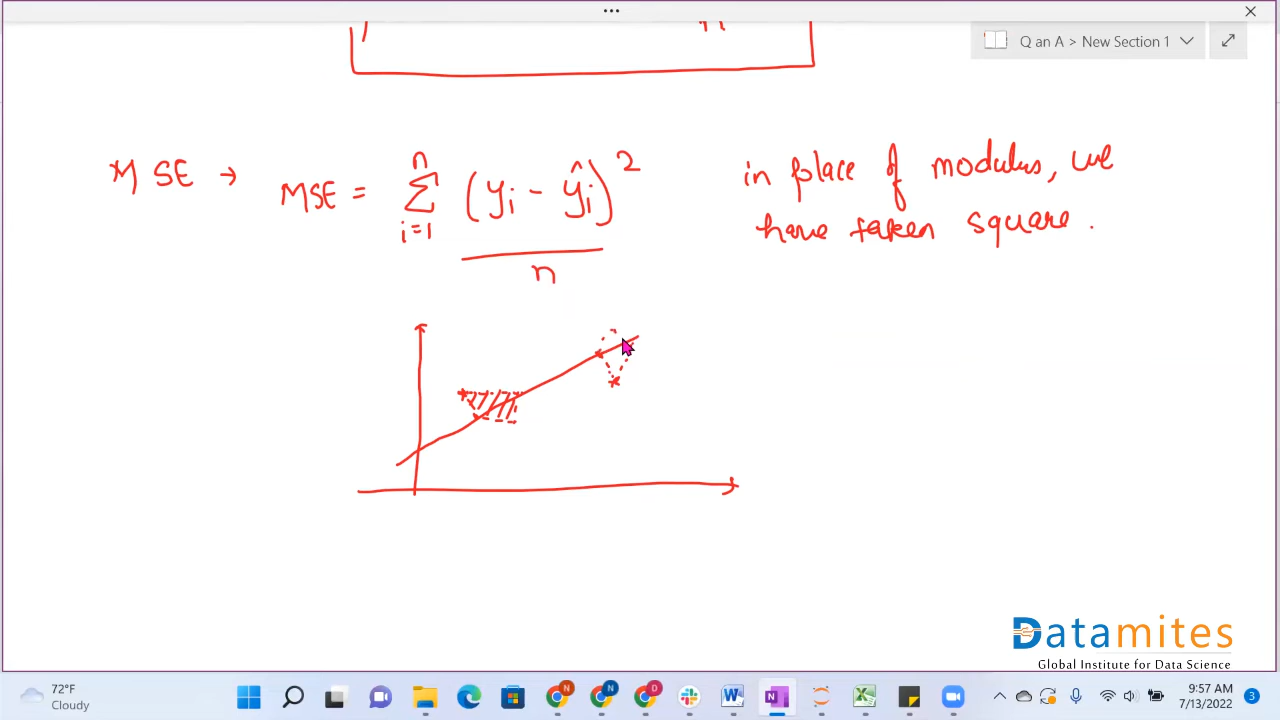 Q an A > New Section 1
MSE → MSE = n Σ i=1 (yi - ŷi)²
n
in place of modulus, we
have taken square.
Datamites
Global Institute for Data Science
72°F
Cloudy
9:57 AM
7/13/2022
3